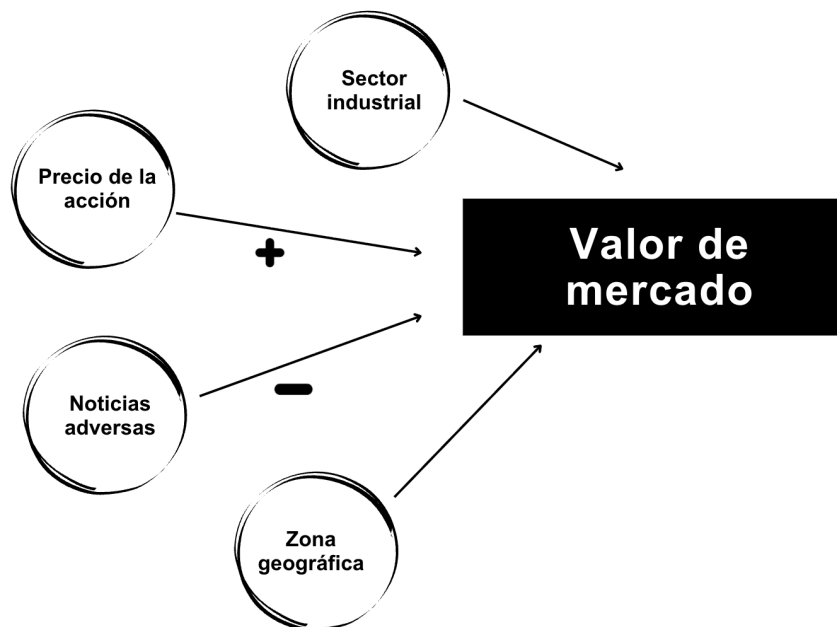 Sector
industrial
Precio de la
acción
+
Valor de
mercado
-
Noticias
adversas
Zona
geográfica